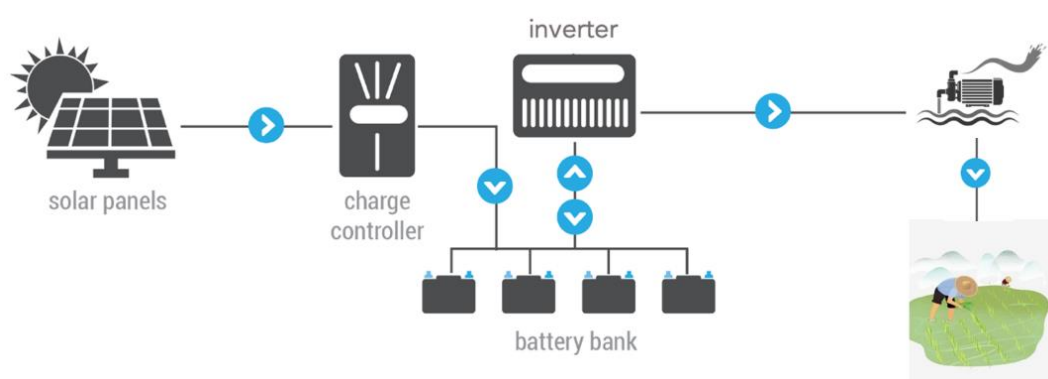 inverter
solar panels
charge
controller
battery bank